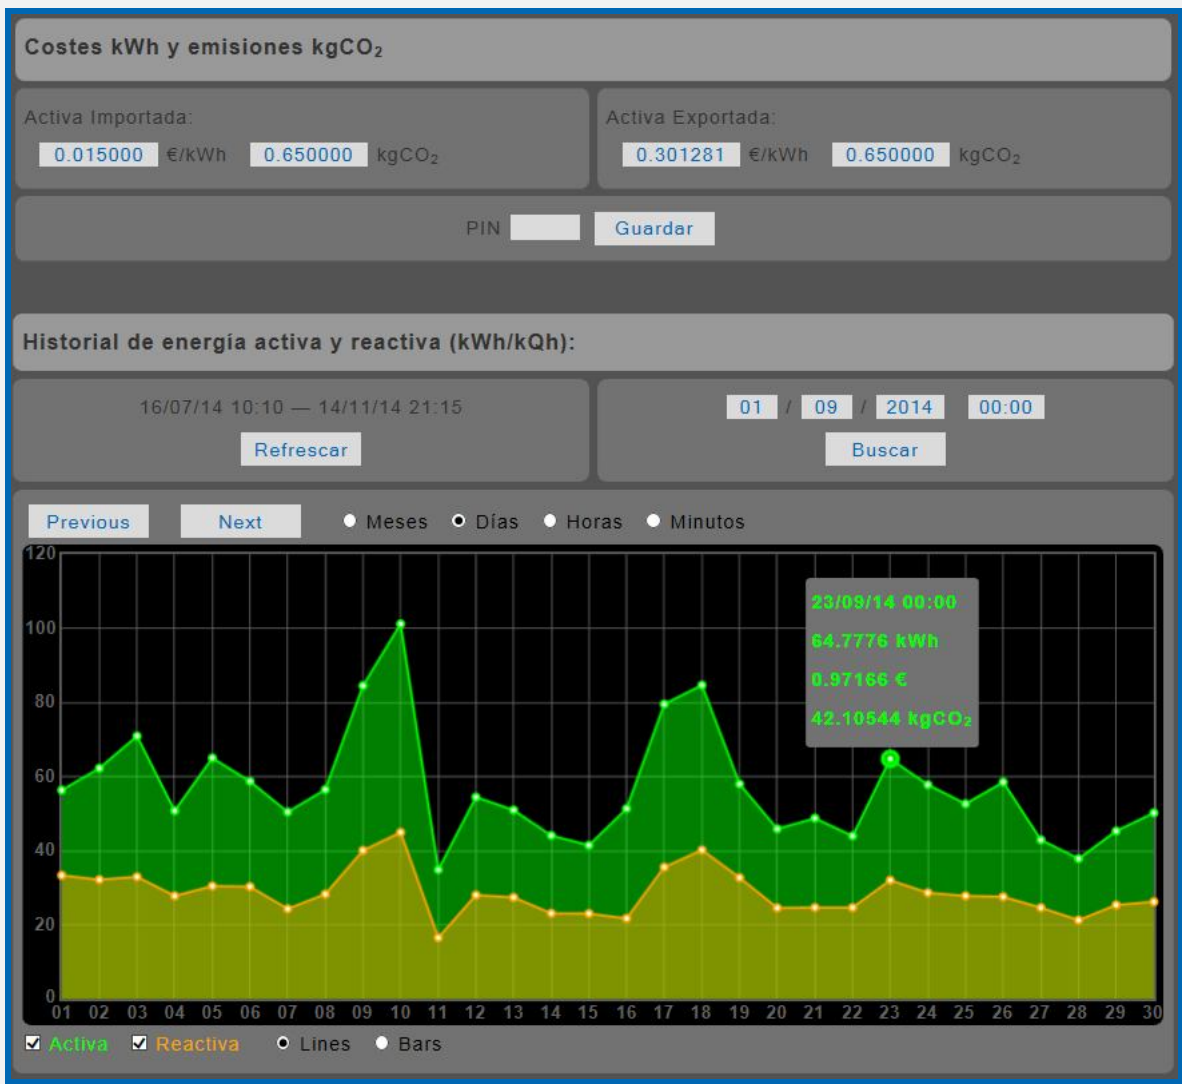 Costes kWh y emisiones kgCO₂
Activa Importada:
0.015000 €/kWh 0.650000 kgCO₂
Activa Exportada:
0.301281 €/kWh 0.650000 kgCO₂
PIN Guardar
Historial de energía activa y reactiva (kWh/kQh):
16/07/14 10:10 — 14/11/14 21:15
Refrescar
01 / 09 / 2014 00:00
Buscar
Previous Next Meses Días Horas Minutos
120
100
80
60
40
20
0
23/09/14 00:00
64.7776 kWh
0.97166 €
42.10544 kgCO₂
01 02 03 04 05 06 07 08 09 10 11 12 13 14 15 16 17 18 19 20 21 22 23 24 25 26 27 28 29 30
Activa Reactiva Lines Bars